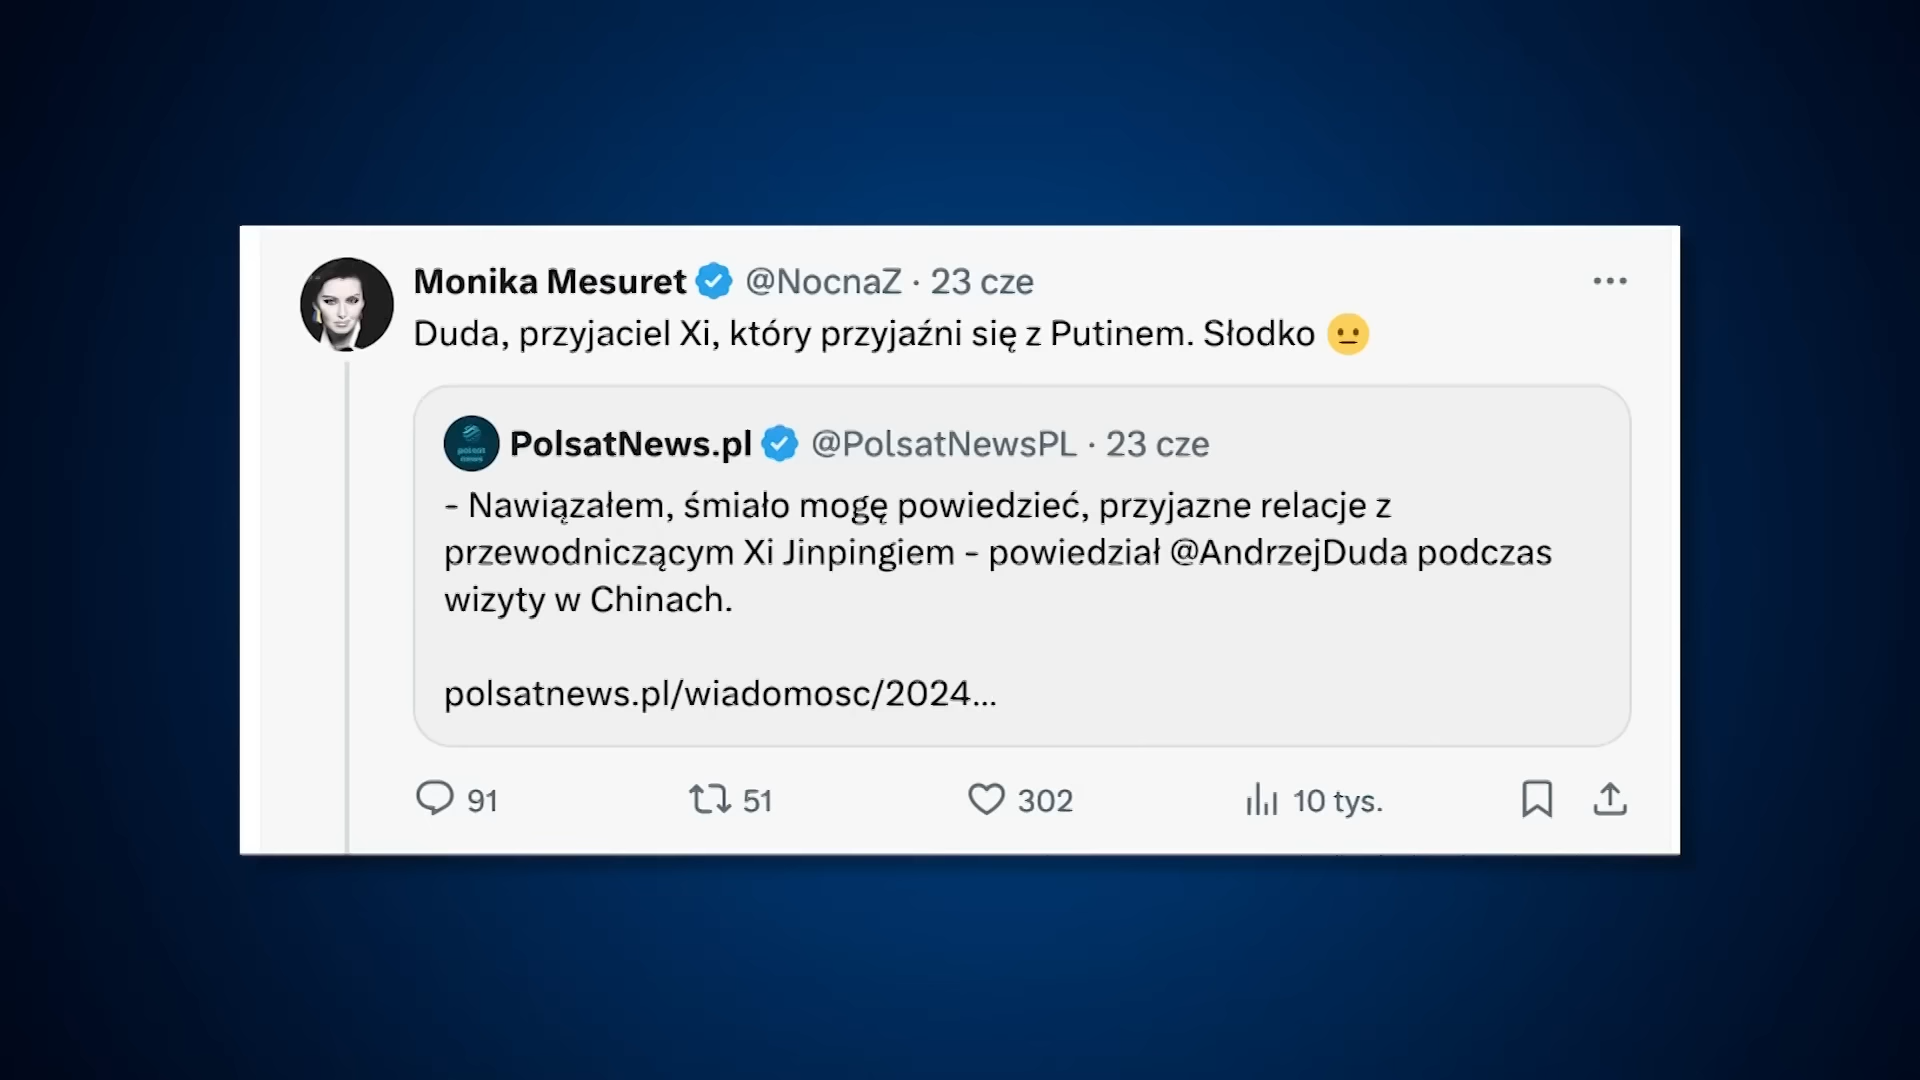 Monika Mesuret @NocnaZ · 23 cze
Duda, przyjaciel Xi, który przyjaźni się z Putinem. Słodko 😐
polsat news
PolsatNews.pl @PolsatNewsPL · 23 cze
- Nawiązałem, śmiało mogę powiedzieć, przyjazne relacje z
przewodniczącym Xi Jinpingiem - powiedział @AndrzejDuda podczas
wizyty w Chinach.
polsatnews.pl/wiadomosc/2024...
91 51 302 10 tys.